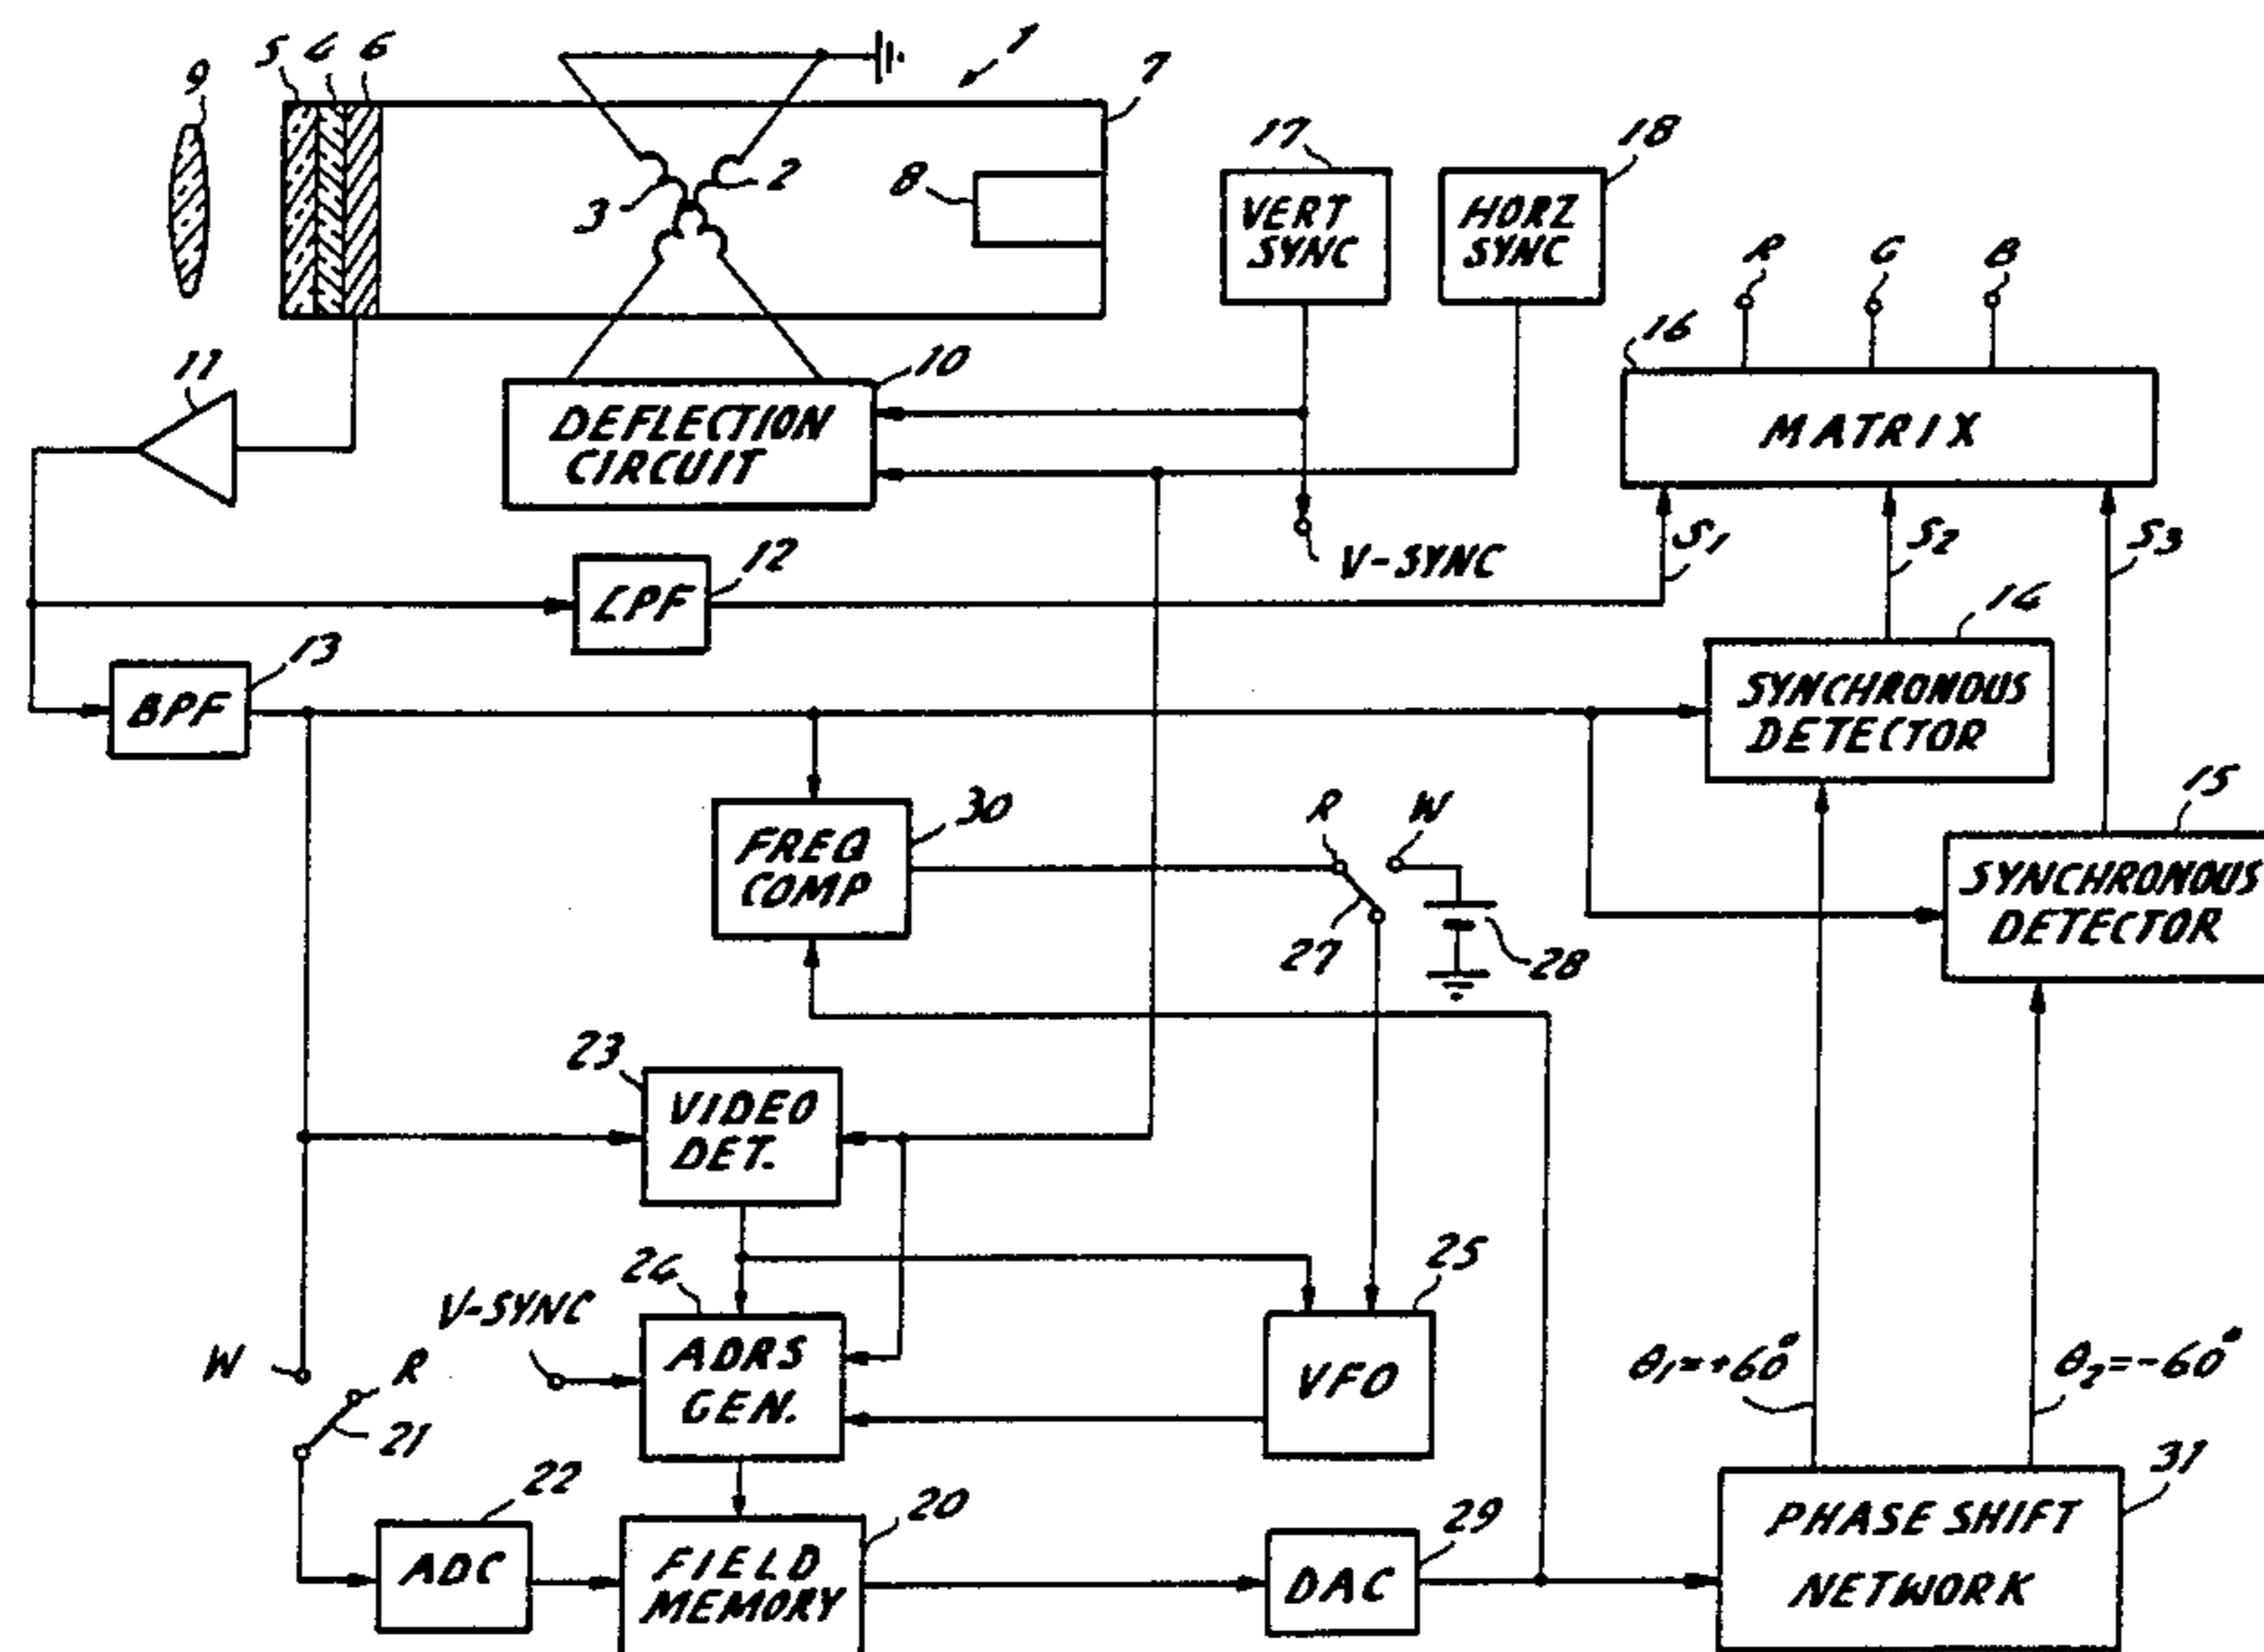 5 4 6
1
7
9
3
2
8
17
18
VERT
SYNC
HORZ
SYNC
R G B
16
MATRIX
11
10
DEFLECTION
CIRCUIT
12
LPF
V-SYNC
S1
S2
S3
13
BPF
14
SYNCHRONOUS
DETECTOR
15
SYNCHRONOUS
DETECTOR
30
FREQ
COMP
R W
27
28
23
VIDEO
DET.
24
V-SYNC
ADRS
GEN.
25
VFO
W
R
21
θ1=+60°
θ2=-60°
22
ADC
20
FIELD
MEMORY
29
DAC
31
PHASE SHIFT
NETWORK